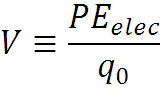 V ≡ PE_elec / q_0